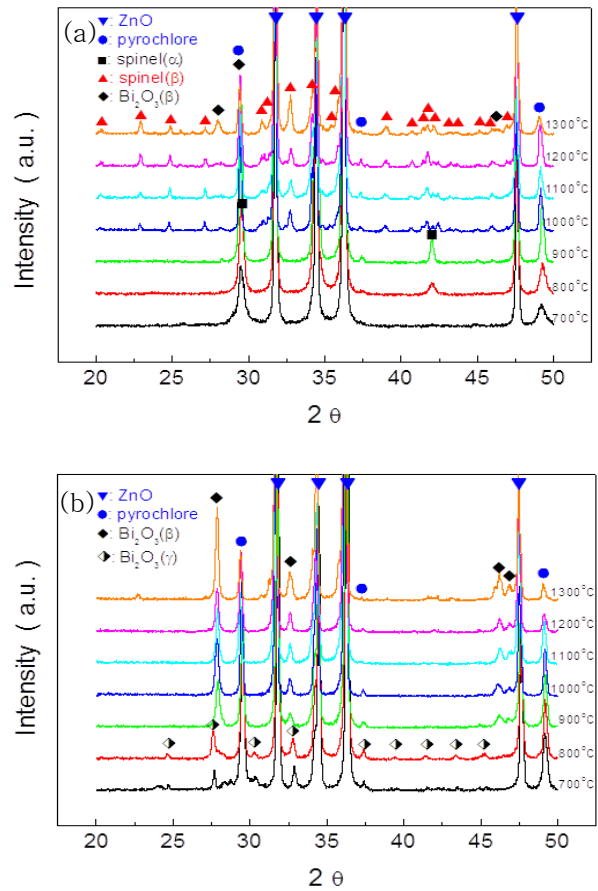 (a)
▼: ZnO
●: pyrochlore
■: spinel(α)
▲: spinel(β)
◆: Bi₂O₃(β)
1300°C
1200°C
1100°C
1000°C
900°C
800°C
700°C
Intensity ( a.u.)
20 25 30 35 40 45 50
2 θ
(b)
▼: ZnO
●: pyrochlore
◆: Bi₂O₃(β)
◈: Bi₂O₃(γ)
1300°C
1200°C
1100°C
1000°C
900°C
800°C
700°C
Intensity ( a.u.)
20 25 30 35 40 45 50
2 θ